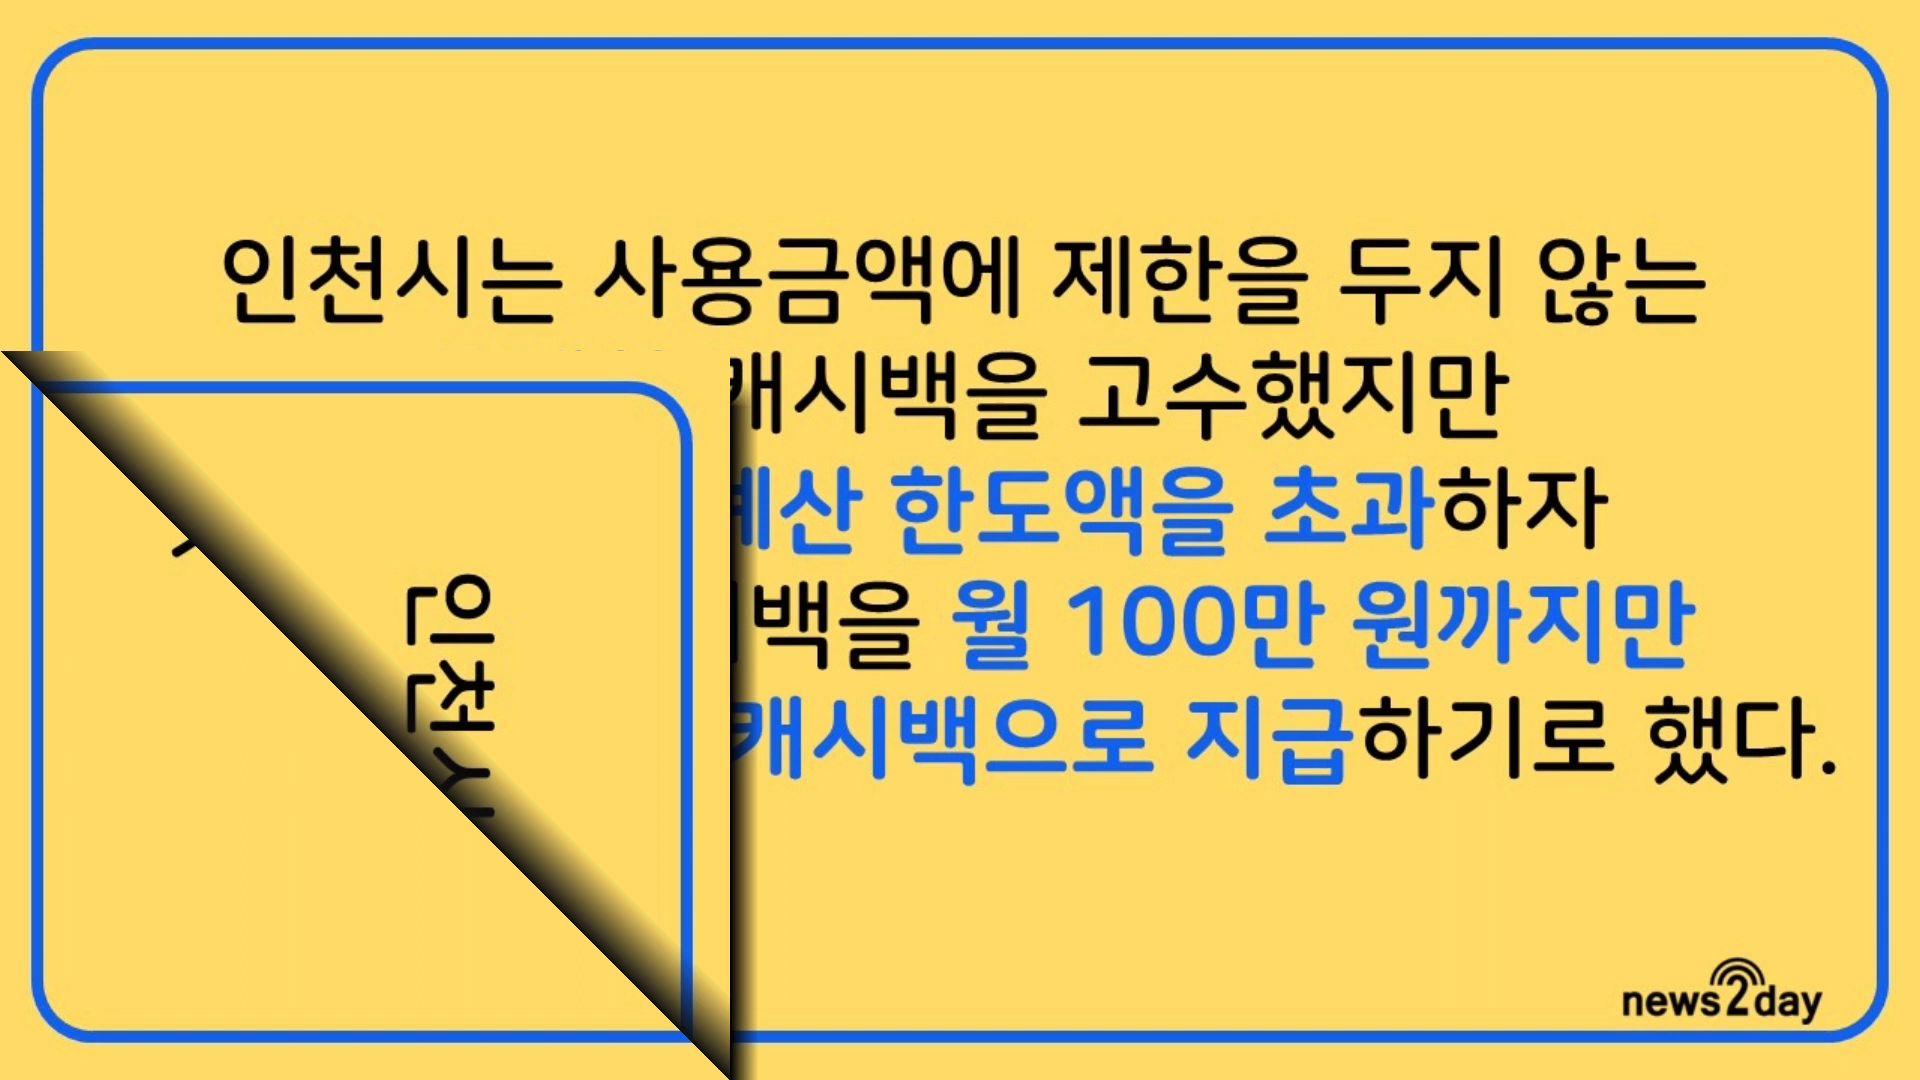 인천시는 사용금액에 제한을 두지 않는
캐시백을 고수했지만
예산 한도액을 초과하자
월 100만 원까지만
캐시백으로 지급하기로 했다.
인천시
news2day